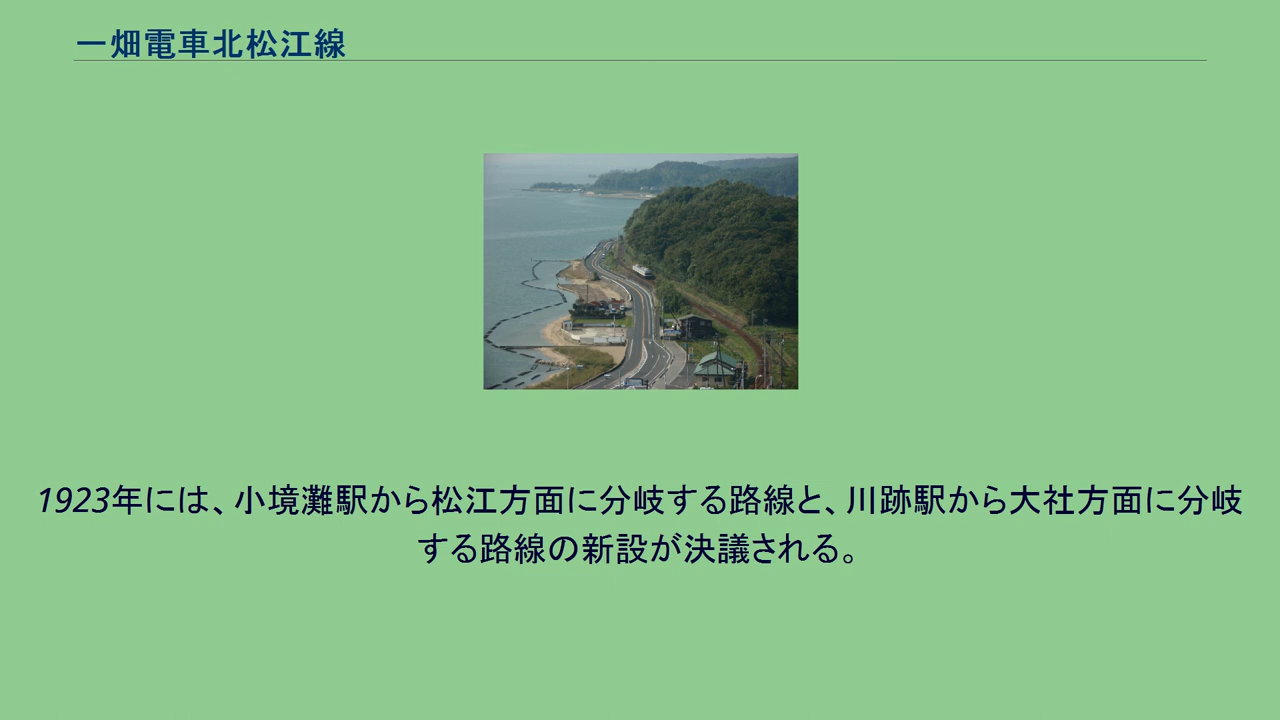 一畑電車北松江線
1923年には、小境灘駅から松江方面に分岐する路線と、川跡駅から大社方面に分岐
する路線の新設が決議される。